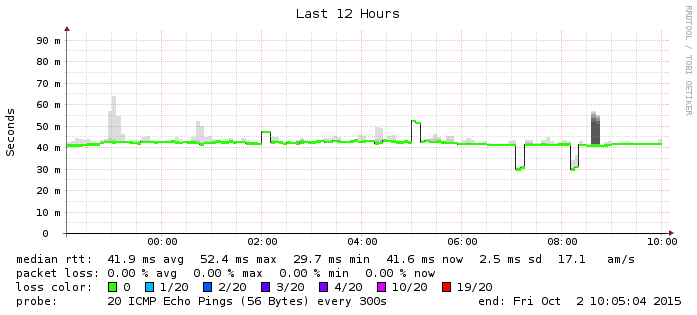 Last 12 Hours
RRDTOOL / TOBI OETIKER
Seconds
90 m
80 m
70 m
60 m
50 m
40 m
30 m
20 m
10 m
0
00:00 02:00 04:00 06:00 08:00 10:00
median rtt: 41.9 ms avg 52.4 ms max 29.7 ms min 41.6 ms now 2.5 ms sd 17.1 am/s
packet loss: 0.00 % avg 0.00 % max 0.00 % min 0.00 % now
loss color: 0 1/20 2/20 3/20 4/20 10/20 19/20
probe: 20 ICMP Echo Pings (56 Bytes) every 300s end: Fri Oct 2 10:05:04 2015